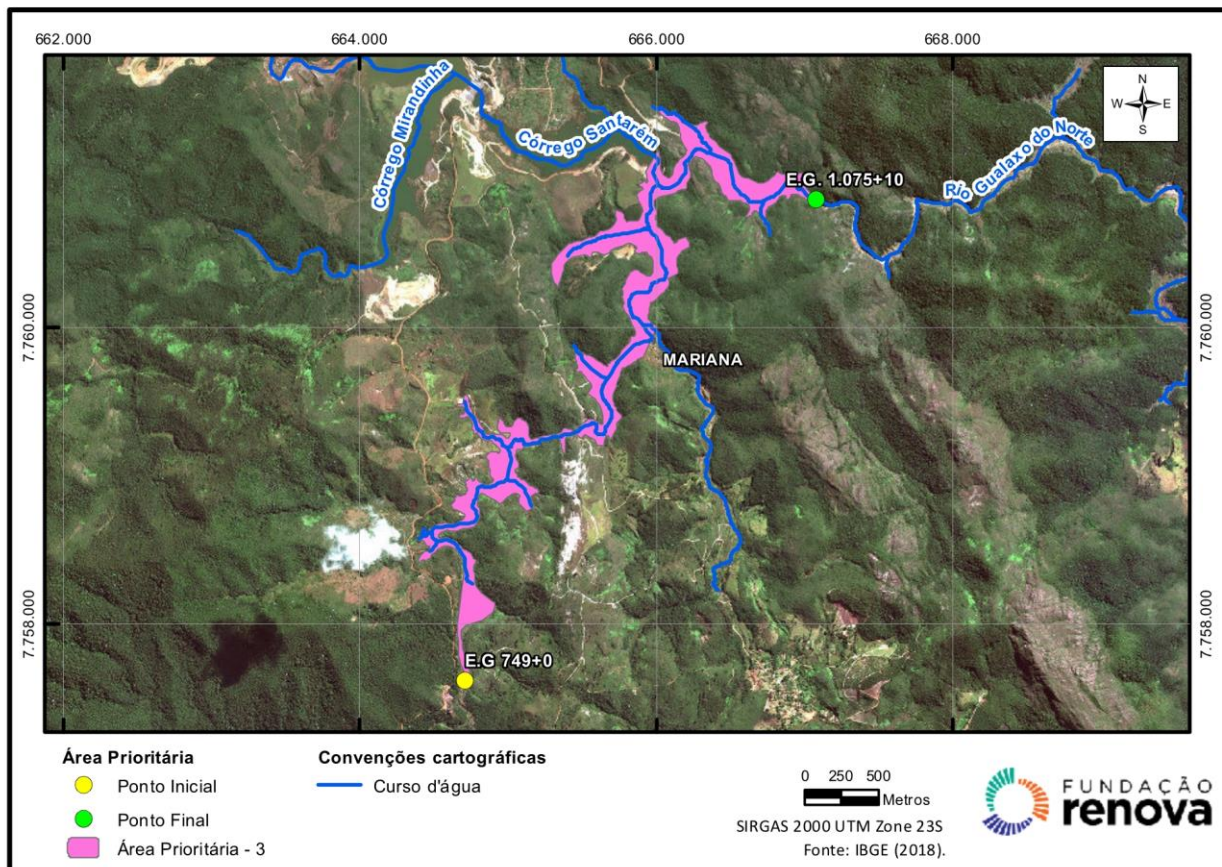 662.000
664.000
666.000
668.000
N
W E
S
Córrego Mirandinha
Córrego Santarém
Rio Gualaxo do Norte
E.G. 1.075+10
7.760.000
7.760.000
MARIANA
7.758.000
7.758.000
E.G 749+0
Área Prioritária
Ponto Inicial
Ponto Final
Área Prioritária - 3
Convenções cartográficas
Curso d'água
0 250 500
Metros
SIRGAS 2000 UTM Zone 23S
Fonte: IBGE (2018).
FUNDAÇÃO
renova